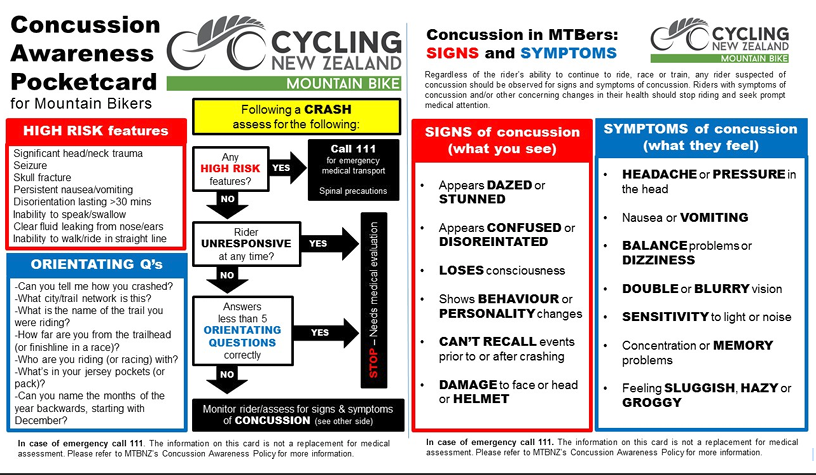 Concussion
Awareness
Pocketcard
for Mountain Bikers
CYCLING
NEW ZEALAND
MOUNTAIN BIKE
HIGH RISK features
Significant head/neck trauma
Seizure
Skull fracture
Persistent nausea/vomiting
Disorientation lasting >30 mins
Inability to speak/swallow
Clear fluid leaking from nose/ears
Inability to walk/ride in straight line
ORIENTATING Q's
-Can you tell me how you crashed?
-What city/trail network is this?
-What is the name of the trail you
were riding?
-How far are you from the trailhead
(or finishline in a race)?
-Who are you riding (or racing) with?
-What's in your jersey pockets (or
pack)?
-Can you name the months of the
year backwards, starting with
December?
Following a CRASH
assess for the following:
Any
HIGH RISK
features?
YES
Call 111
for emergency
medical transport
Spinal precautions
NO
Rider
UNRESPONSIVE
at any time?
YES
NO
Answers
less than 5
ORIENTATING
QUESTIONS
correctly
YES
STOP – Needs medical evaluation
NO
Monitor rider/assess for signs & symptoms
of CONCUSSION (see other side)
In case of emergency call 111. The information on this card is not a replacement for medical
assessment. Please refer to MTBNZ's Concussion Awareness Policy for more information.
Concussion in MTBers:
SIGNS and SYMPTOMS
CYCLING
NEW ZEALAND
MOUNTAIN BIKE
Regardless of the rider's ability to continue to ride, race or train, any rider suspected of
concussion should be observed for signs and symptoms of concussion. Riders with symptoms of
concussion and/or other concerning changes in their health should stop riding and seek prompt
medical attention.
SIGNS of concussion
(what you see)
• Appears DAZED or
STUNNED
• Appears CONFUSED or
DISOREINTATED
• LOSES consciousness
• Shows BEHAVIOUR or
PERSONALITY changes
• CAN'T RECALL events
prior to or after crashing
• DAMAGE to face or head
or HELMET
SYMPTOMS of concussion
(what they feel)
• HEADACHE or PRESSURE in
the head
• Nausea or VOMITING
• BALANCE problems or
DIZZINESS
• DOUBLE or BLURRY vision
• SENSITIVITY to light or noise
• Concentration or MEMORY
problems
• Feeling SLUGGISH, HAZY or
GROGGY
In case of emergency call 111. The information on this card is not a replacement for medical
assessment. Please refer to MTBNZ's Concussion Awareness Policy for more information.